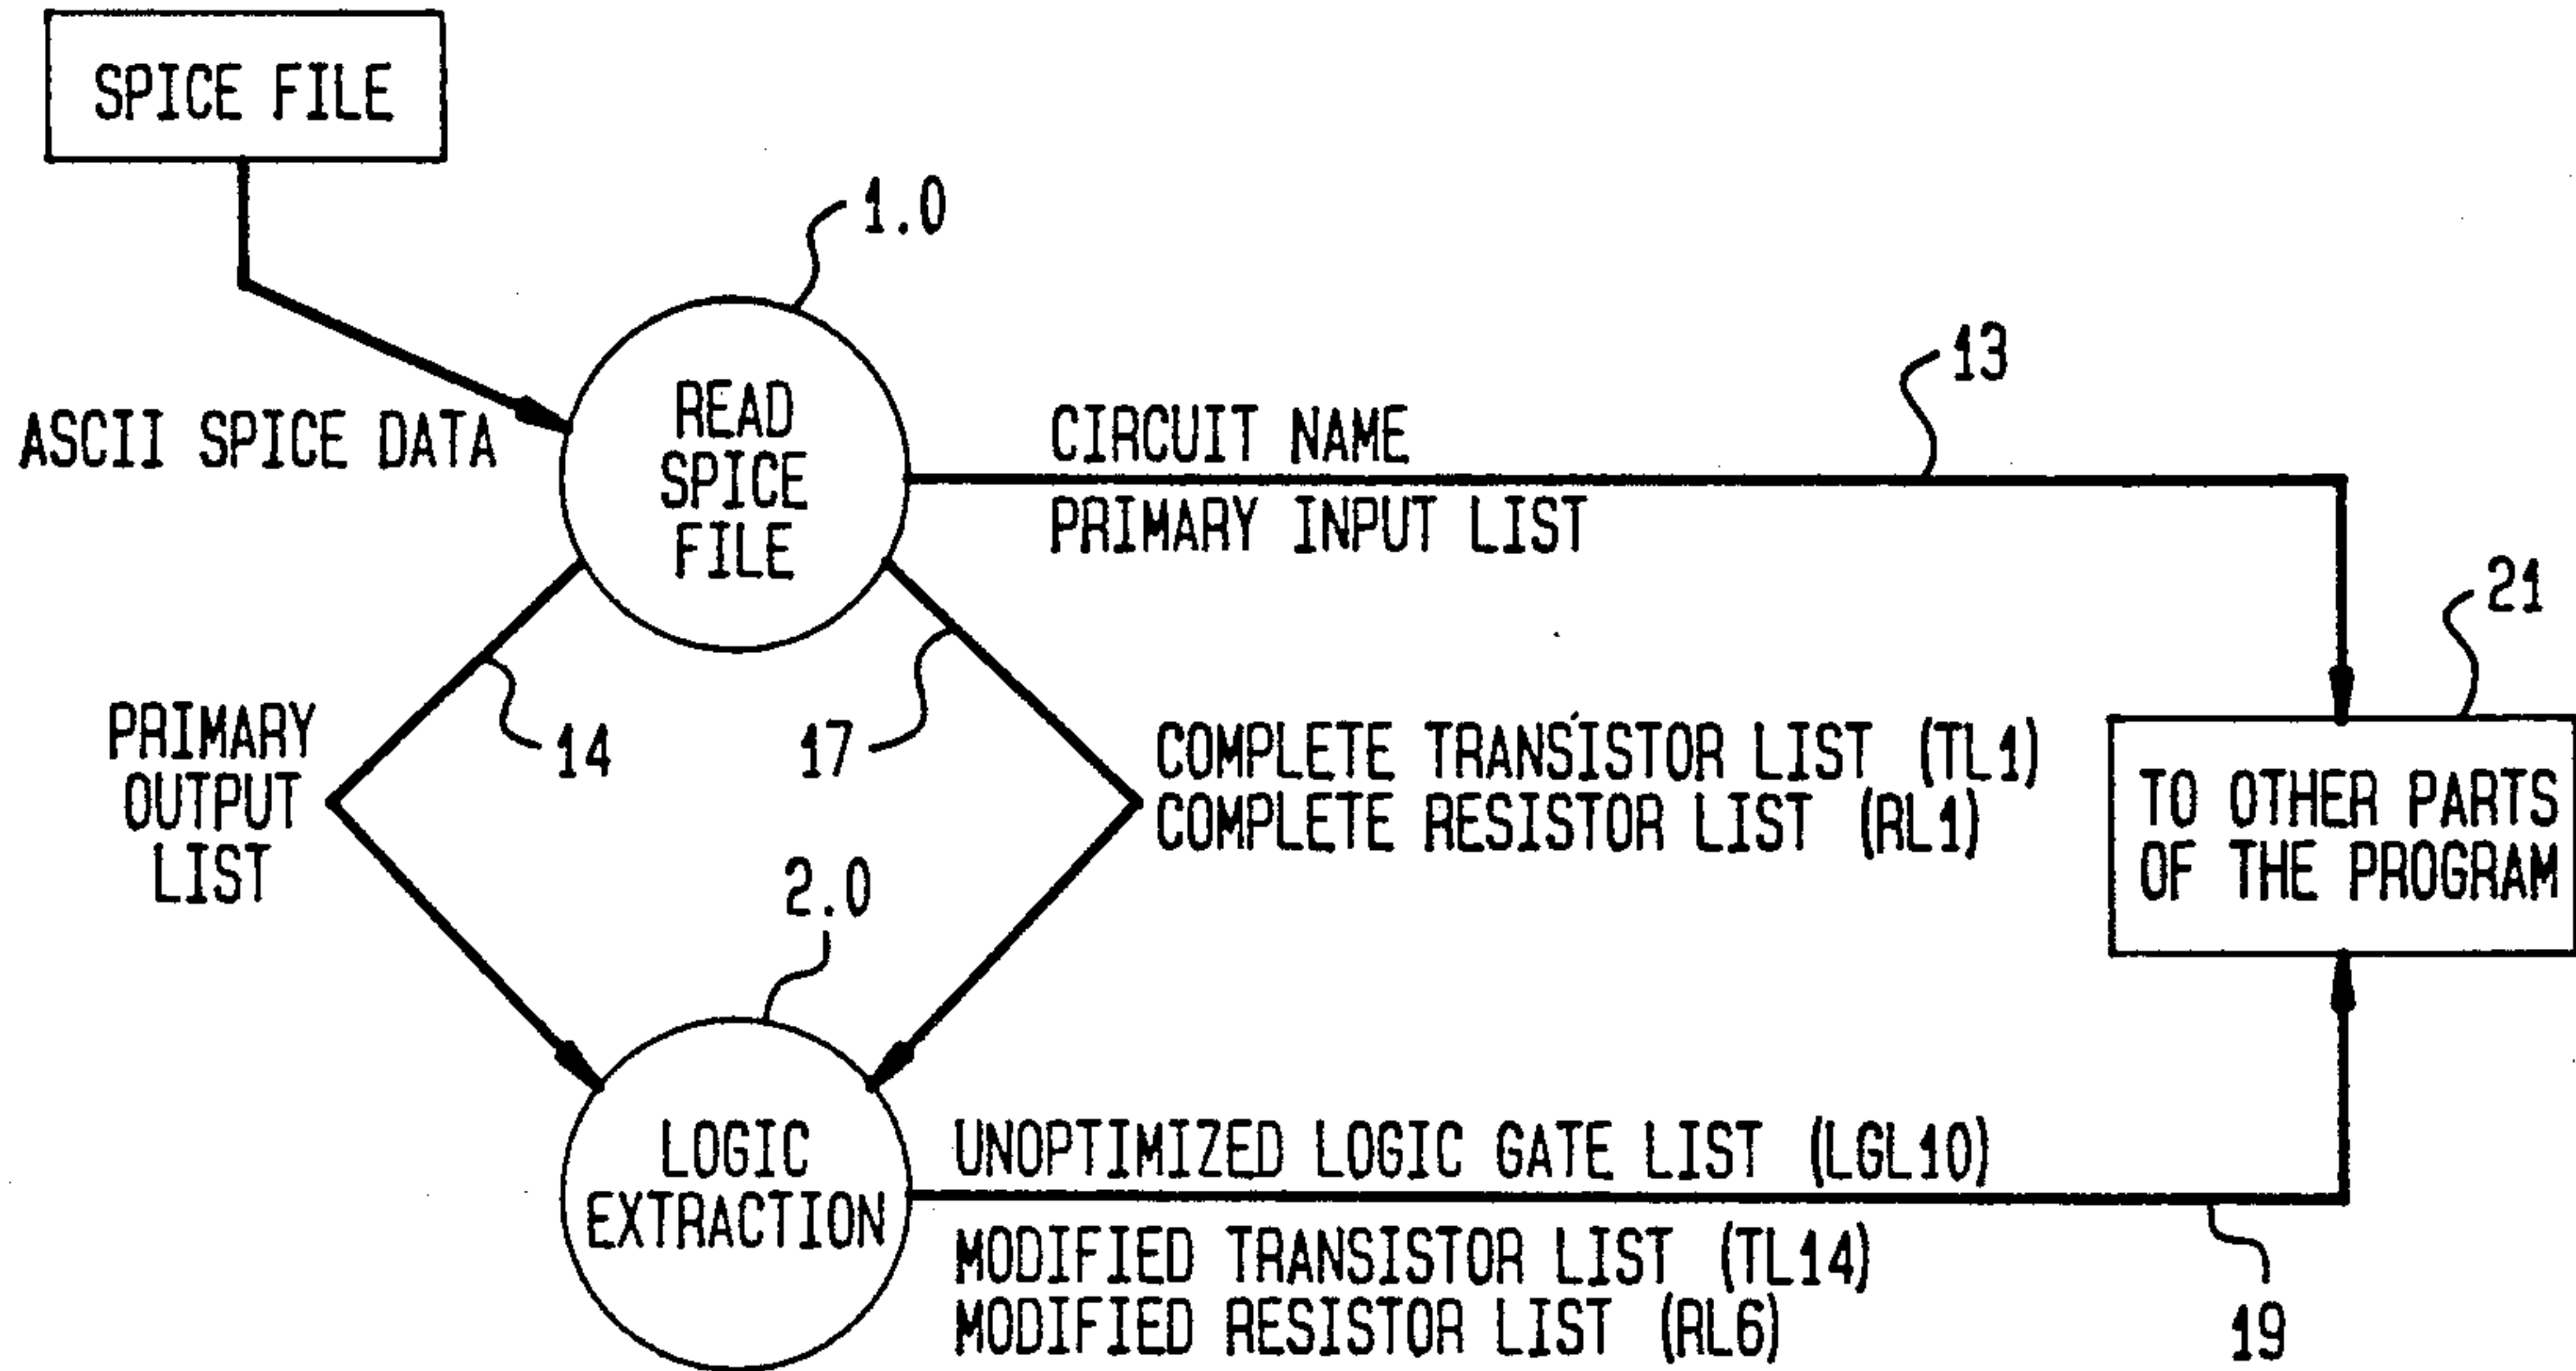 SPICE FILE
1.0
ASCII SPICE DATA
READ
SPICE
FILE
CIRCUIT NAME
PRIMARY INPUT LIST
13
21
14
17
PRIMARY
OUTPUT
LIST
COMPLETE TRANSISTOR LIST (TL1)
COMPLETE RESISTOR LIST (RL1)
TO OTHER PARTS
OF THE PROGRAM
2.0
LOGIC
EXTRACTION
UNOPTIMIZED LOGIC GATE LIST (LGL10)
MODIFIED TRANSISTOR LIST (TL14)
MODIFIED RESISTOR LIST (RL6)
19